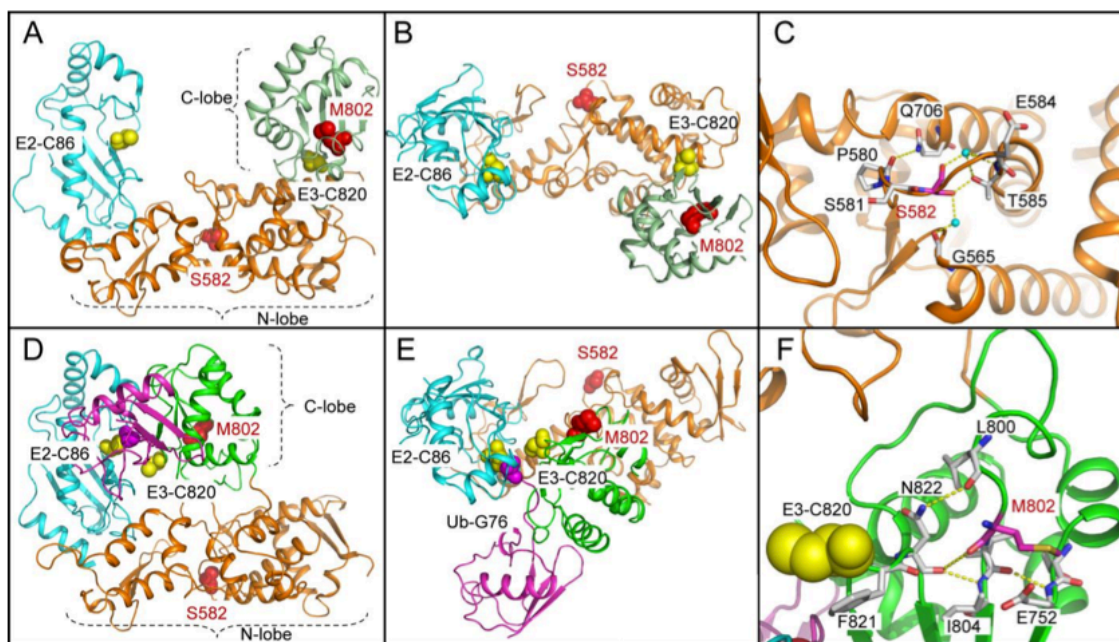 A
E2-C86
C-lobe
M802
E3-C820
S582
N-lobe
B
S582
E3-C820
E2-C86
M802
C
Q706
E584
P580
S581
S582
T585
G565
D
M802
C-lobe
E2-C86
E3-C820
S582
N-lobe
E
S582
M802
E2-C86
E3-C820
Ub-G76
F
L800
N822
M802
E3-C820
F821
I804
E752